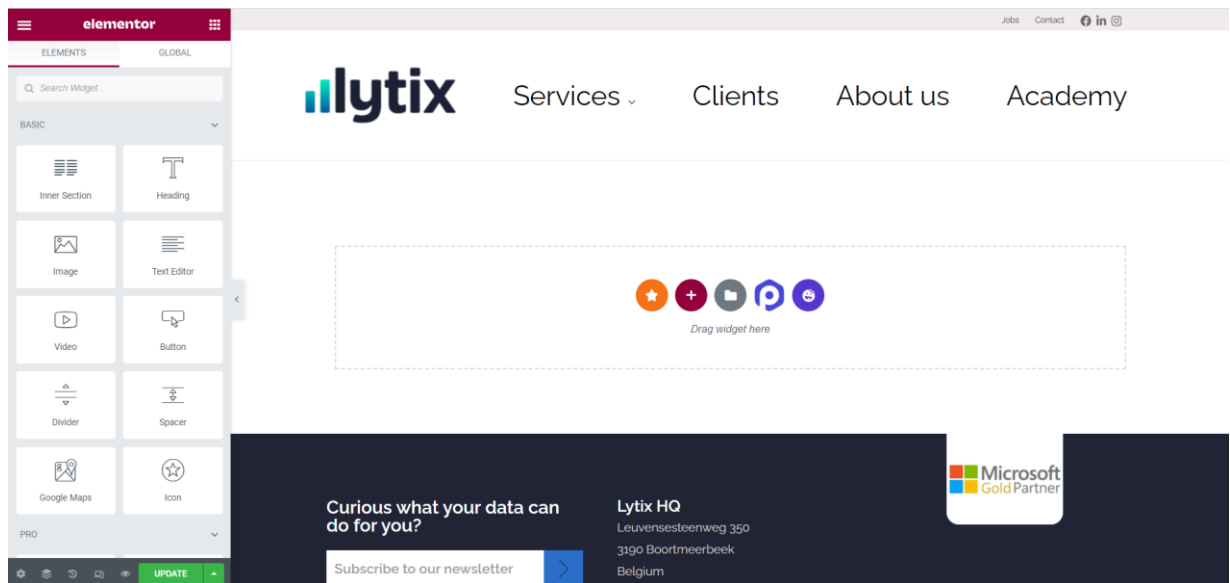 elementor
ELEMENTS GLOBAL
Search Widget...
BASIC
Inner Section Heading
Image Text Editor
Video Button
Divider Spacer
Google Maps Icon
PRO
UPDATE
Jobs Contact
lytix Services Clients About us Academy
Drag widget here
Microsoft
Gold Partner
Curious what your data can
do for you?
Subscribe to our newsletter
Lytix HQ
Leuvensesteenweg 350
3190 Boortmeerbeek
Belgium